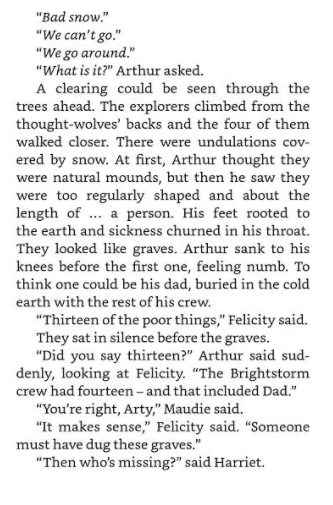 “Bad snow.”
“We can’t go.”
“We go around.”
“What is it?” Arthur asked.
A clearing could be seen through the
trees ahead. The explorers climbed from the
thought-wolves’ backs and the four of them
walked closer. There were undulations cov-
ered by snow. At first, Arthur thought they
were natural mounds, but then he saw they
were too regularly shaped and about the
length of … a person. His feet rooted to
the earth and sickness churned in his throat.
They looked like graves. Arthur sank to his
knees before the first one, feeling numb. To
think one could be his dad, buried in the cold
earth with the rest of his crew.
“Thirteen of the poor things,” Felicity said.
They sat in silence before the graves.
“Did you say thirteen?” Arthur said sud-
denly, looking at Felicity. “The Brightstorm
crew had fourteen – and that included Dad.”
“You’re right, Arty,” Maudie said.
“It makes sense,” Felicity said. “Someone
must have dug these graves.”
“Then who’s missing?” said Harriet.